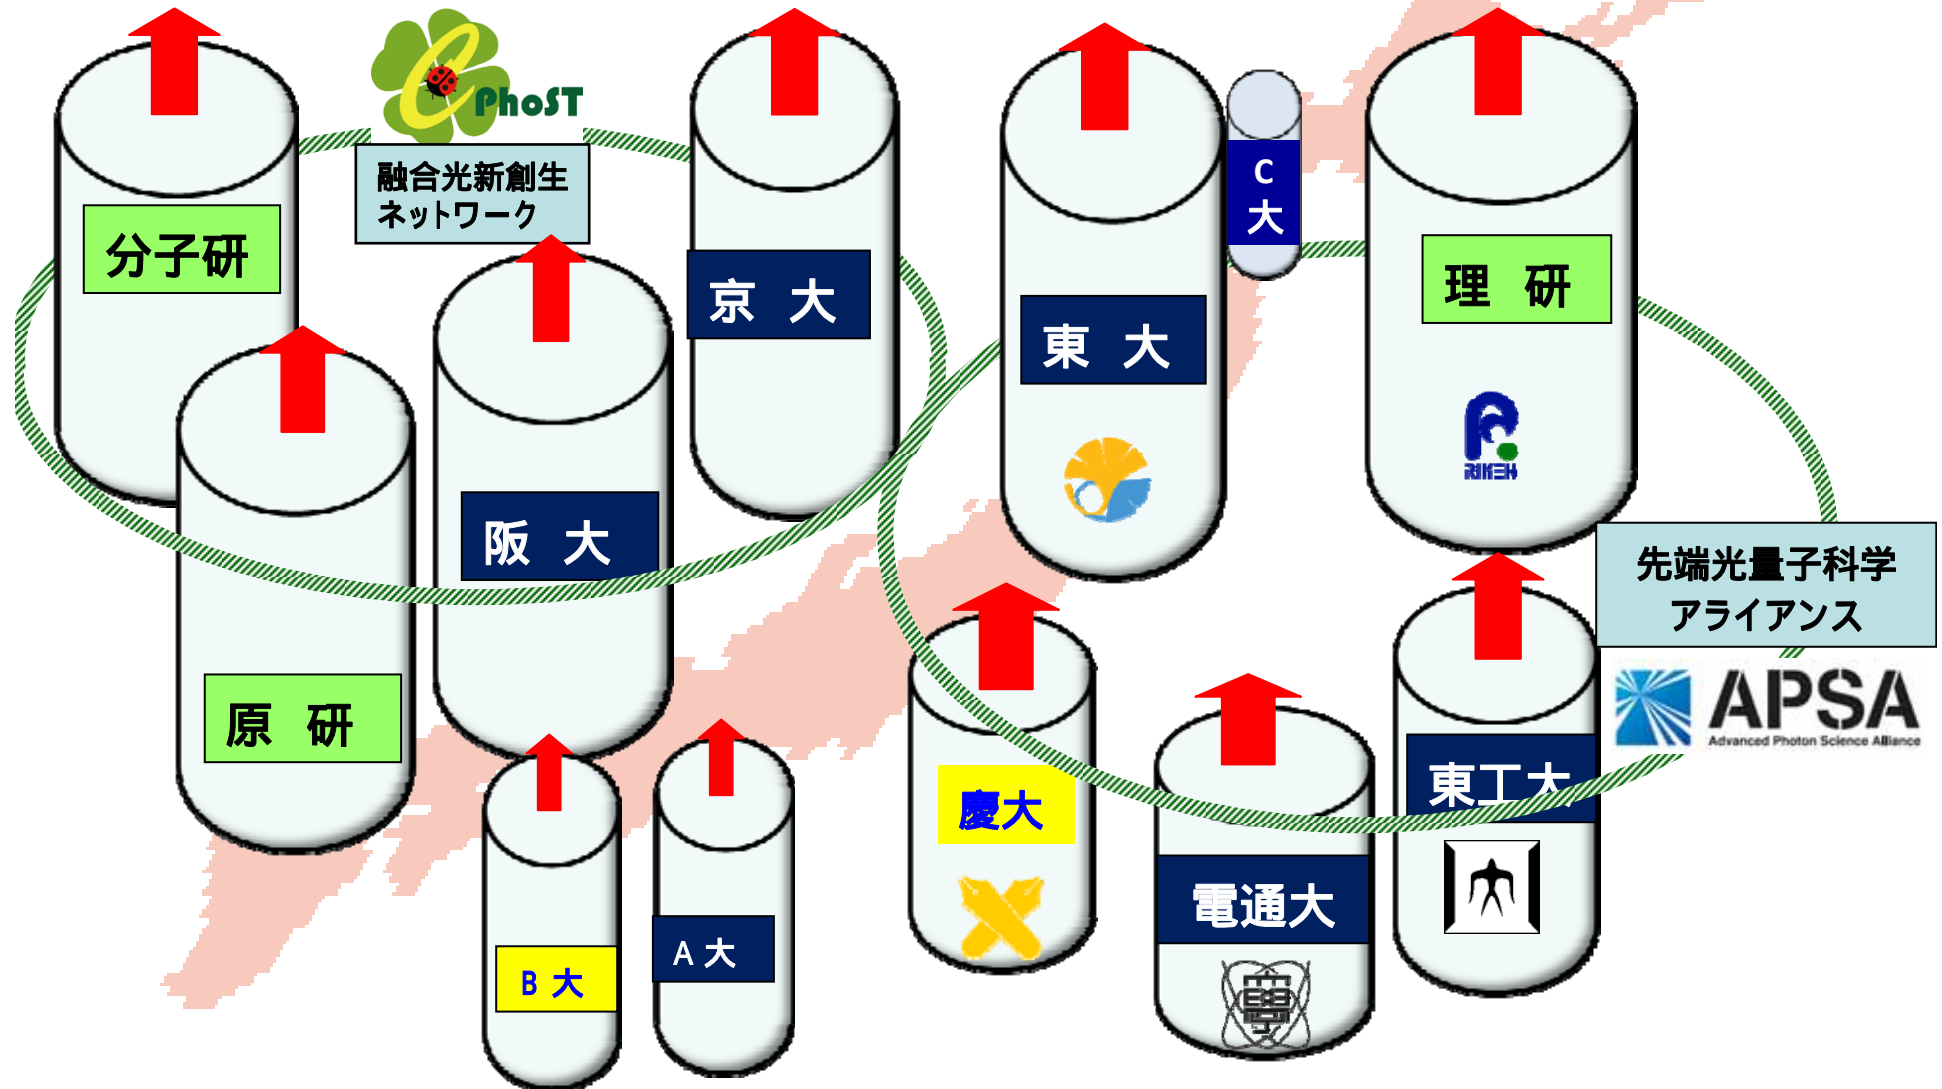 PhoST
融合光新創生
ネットワーク
分子研
京 大
阪 大
原 研
B 大
A 大
東 大
C
大
理 研
RIKEN
先端光量子科学
アライアンス
APSA
Advanced Photon Science Alliance
慶大
電通大
東工大